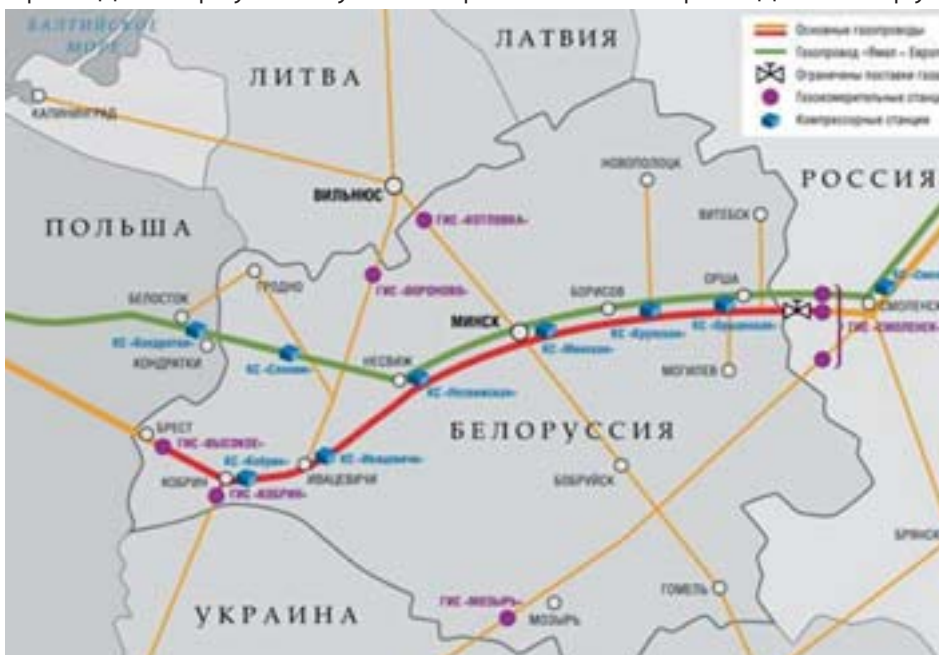 БАЛТИЙСКОЕ
МОРЕ
ЛАТВИЯ
ЛИТВА
Основные газопроводы
Газопровод «Ямал – Евро
Ограничены поставки газа
Газоизмерительные станц
Компрессорные станции
КАЛИНИНГРАД
НОВОПОЛОЦК
ВИЛЬНЮС
РОССИЯ
ПОЛЬША
ГИС «КОТЛОВКА»
ВИТЕБСК
ГРОДНО
ГИС «ВОРОНОВО»
ОРША
БЕЛОСТОК
БОРИСОВ
СМОЛЕНСК
МИНСК
КС «Кондратки»
КС «Минская»
КС «Крупская»
КС «Оршанская»
ГИС «СМОЛЕНСК»
КОНДРАТКИ
КС «Слоним»
НЕСВИЖ
КС «Несвижская»
МОГИЛЕВ
БРЕСТ
БЕЛОРУССИЯ
ГИС «ВЫСОКОЕ»
КС «Кобрин»
КС «Ивацевичи»
КОБРИН
ИВАЦЕВИЧИ
ГИС «КОБРИН»
БОБРУЙСК
БРЯНСК
УКРАИНА
ГИС «МОЗЫРЬ»
МОЗЫРЬ
ГОМЕЛЬ